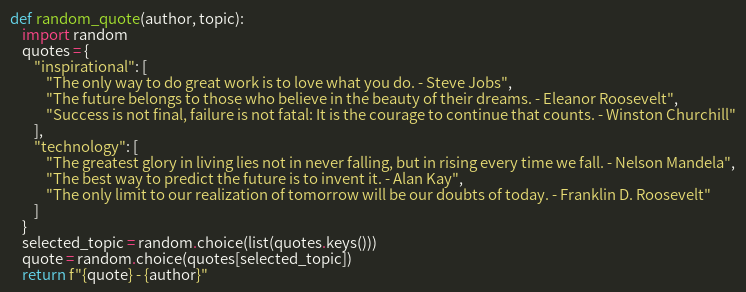 def random_quote(author, topic):
    import random
    quotes = {
        "inspirational": [
            "The only way to do great work is to love what you do. - Steve Jobs",
            "The future belongs to those who believe in the beauty of their dreams. - Eleanor Roosevelt",
            "Success is not final, failure is not fatal: It is the courage to continue that counts. - Winston Churchill"
        ],
        "technology": [
            "The greatest glory in living lies not in never falling, but in rising every time we fall. - Nelson Mandela",
            "The best way to predict the future is to invent it. - Alan Kay",
            "The only limit to our realization of tomorrow will be our doubts of today. - Franklin D. Roosevelt"
        ]
    }
    selected_topic = random.choice(list(quotes.keys()))
    quote = random.choice(quotes[selected_topic])
    return f"{quote} - {author}"